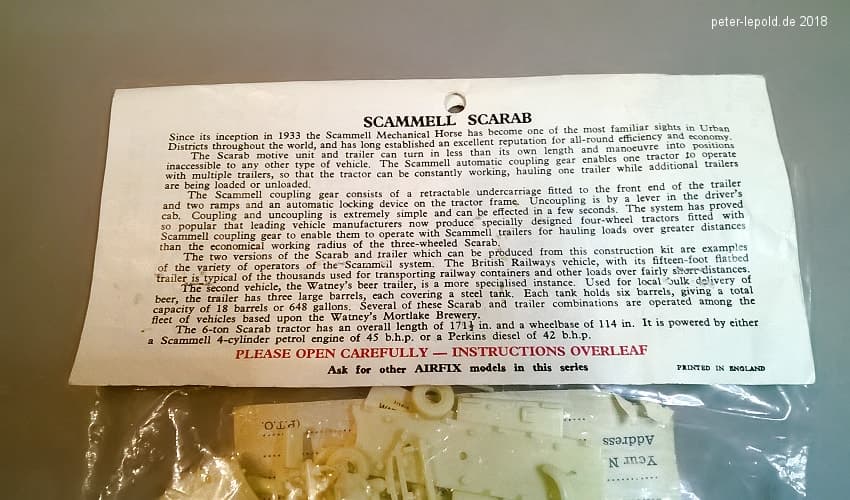 peter-lepold.de 2018
SCAMMELL SCARAB
Since its inception in 1933 the Scammell Mechanical Horse has become one of the most familiar sights in Urban
Districts throughout the world, and has long established an excellent reputation for all-round efficiency and economy.
The Scarab motive unit and trailer can turn in less than its own length and manoeuvre into positions
inaccessible to any other type of vehicle. The Scammell automatic coupling gear enables one tractor to operate
with multiple trailers, so that the tractor can be constantly working, hauling one trailer while additional trailers
are being loaded or unloaded.
The Scammell coupling gear consists of a retractable undercarriage fitted to the front end of the trailer
and two ramps and an automatic locking device on the tractor frame. Uncoupling is by a lever in the driver's
cab. Coupling and uncoupling is extremely simple and can be effected in a few seconds. The system has proved
so popular that leading vehicle manufacturers now produce specially designed four-wheel tractors fitted with
Scammell coupling gear to enable them to operate with Scammell trailers for hauling loads over greater distances
than the economical working radius of the three-wheeled Scarab.
The two versions of the Scarab and trailer which can be produced from this construction kit are examples
of the variety of operators of the Scammell system. The British Railways vehicle, with its fifteen-foot flatbed
trailer is typical of the thousands used for transporting railway containers and other loads over fairly short distances.
The second vehicle, the Watney's beer trailer, is a more specialised instance. Used for local bulk delivery of
beer, the trailer has three large barrels, each covering a steel tank. Each tank holds six barrels, giving a total
capacity of 18 barrels or 648 gallons. Several of these Scarab and trailer combinations are operated among the
fleet of vehicles based upon the Watney's Mortlake Brewery.
The 6-ton Scarab tractor has an overall length of 171½ in. and a wheelbase of 114 in. It is powered by either
a Scammell 4-cylinder petrol engine of 45 b.h.p. or a Perkins diesel of 42 b.h.p.
PLEASE OPEN CAREFULLY — INSTRUCTIONS OVERLEAF
Ask for other AIRFIX models in this series
PRINTED IN ENGLAND
(P.T.O.
Address
Your N